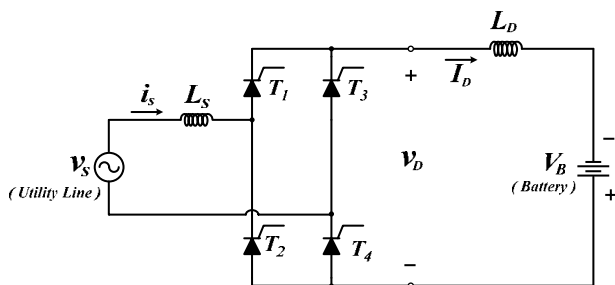 L_D
I_D
+
i_s
L_s
T_1
T_3
v_s
( Utility Line )
v_D
V_B
( Battery )
−
+
T_2
T_4
−